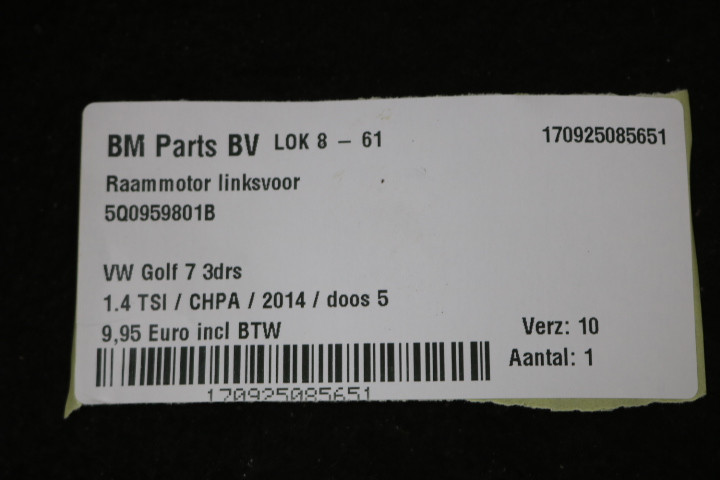 BM Parts BV LOK 8 – 61 170925085651
Raammotor linksvoor
5Q0959801B
VW Golf 7 3drs
1.4 TSI / CHPA / 2014 / doos 5
9,95 Euro incl BTW Verz: 10
Aantal: 1
170925085651